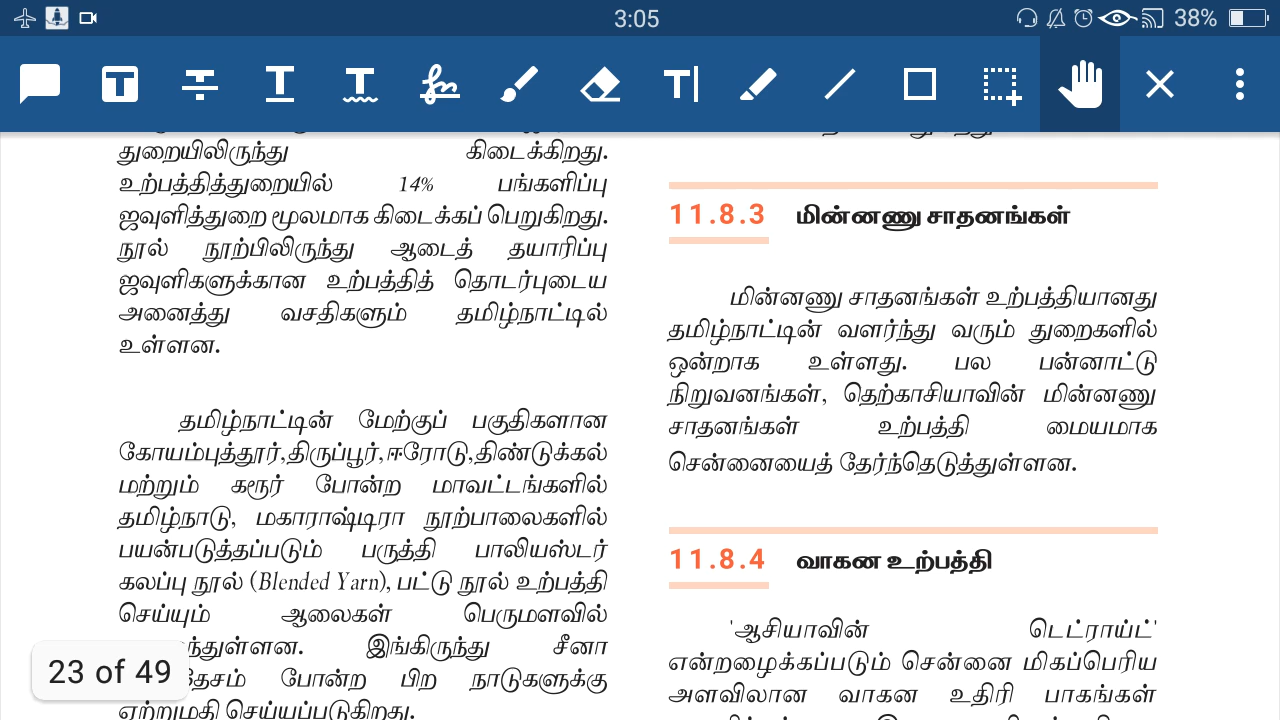 3:05
38%
துறையிலிருந்து கிடைக்கிறது.
உற்பத்தித்துறையில் 14% பங்களிப்பு
ஜவுளித்துறை மூலமாக கிடைக்கப் பெறுகிறது.
நூல் நூற்பிலிருந்து ஆடைத் தயாரிப்பு
ஜவுளிகளுக்கான உற்பத்தித் தொடர்புடைய
அனைத்து வசதிகளும் தமிழ்நாட்டில்
உள்ளன.
தமிழ்நாட்டின் மேற்குப் பகுதிகளான
கோயம்புத்தூர், திருப்பூர், ஈரோடு, திண்டுக்கல்
மற்றும் கரூர் போன்ற மாவட்டங்களில்
தமிழ்நாடு, மகாராஷ்டிரா நூற்பாலைகளில்
பயன்படுத்தப்படும் பருத்தி பாலியஸ்டர்
கலப்பு நூல் (Blended Yarn), பட்டு நூல் உற்பத்தி
செய்யும் ஆலைகள் பெருமளவில்
இங்கிருந்து சீனா
போன்ற பிற நாடுகளுக்கு
ஏற்றுமதி செய்யப்படுகிறது.
11.8.3 மின்னணு சாதனங்கள்
மின்னணு சாதனங்கள் உற்பத்தியானது
தமிழ்நாட்டின் வளர்ந்து வரும் துறைகளில்
ஒன்றாக உள்ளது. பல பன்னாட்டு
நிறுவனங்கள், தெற்காசியாவின் மின்னணு
சாதனங்கள் உற்பத்தி மையமாக
சென்னையைத் தேர்ந்தெடுத்துள்ளன.
11.8.4 வாகன உற்பத்தி
'ஆசியாவின் டெட்ராய்ட்'
என்றழைக்கப்படும் சென்னை மிகப்பெரிய
அளவிலான வாகன உதிரி பாகங்கள்
23 of 49